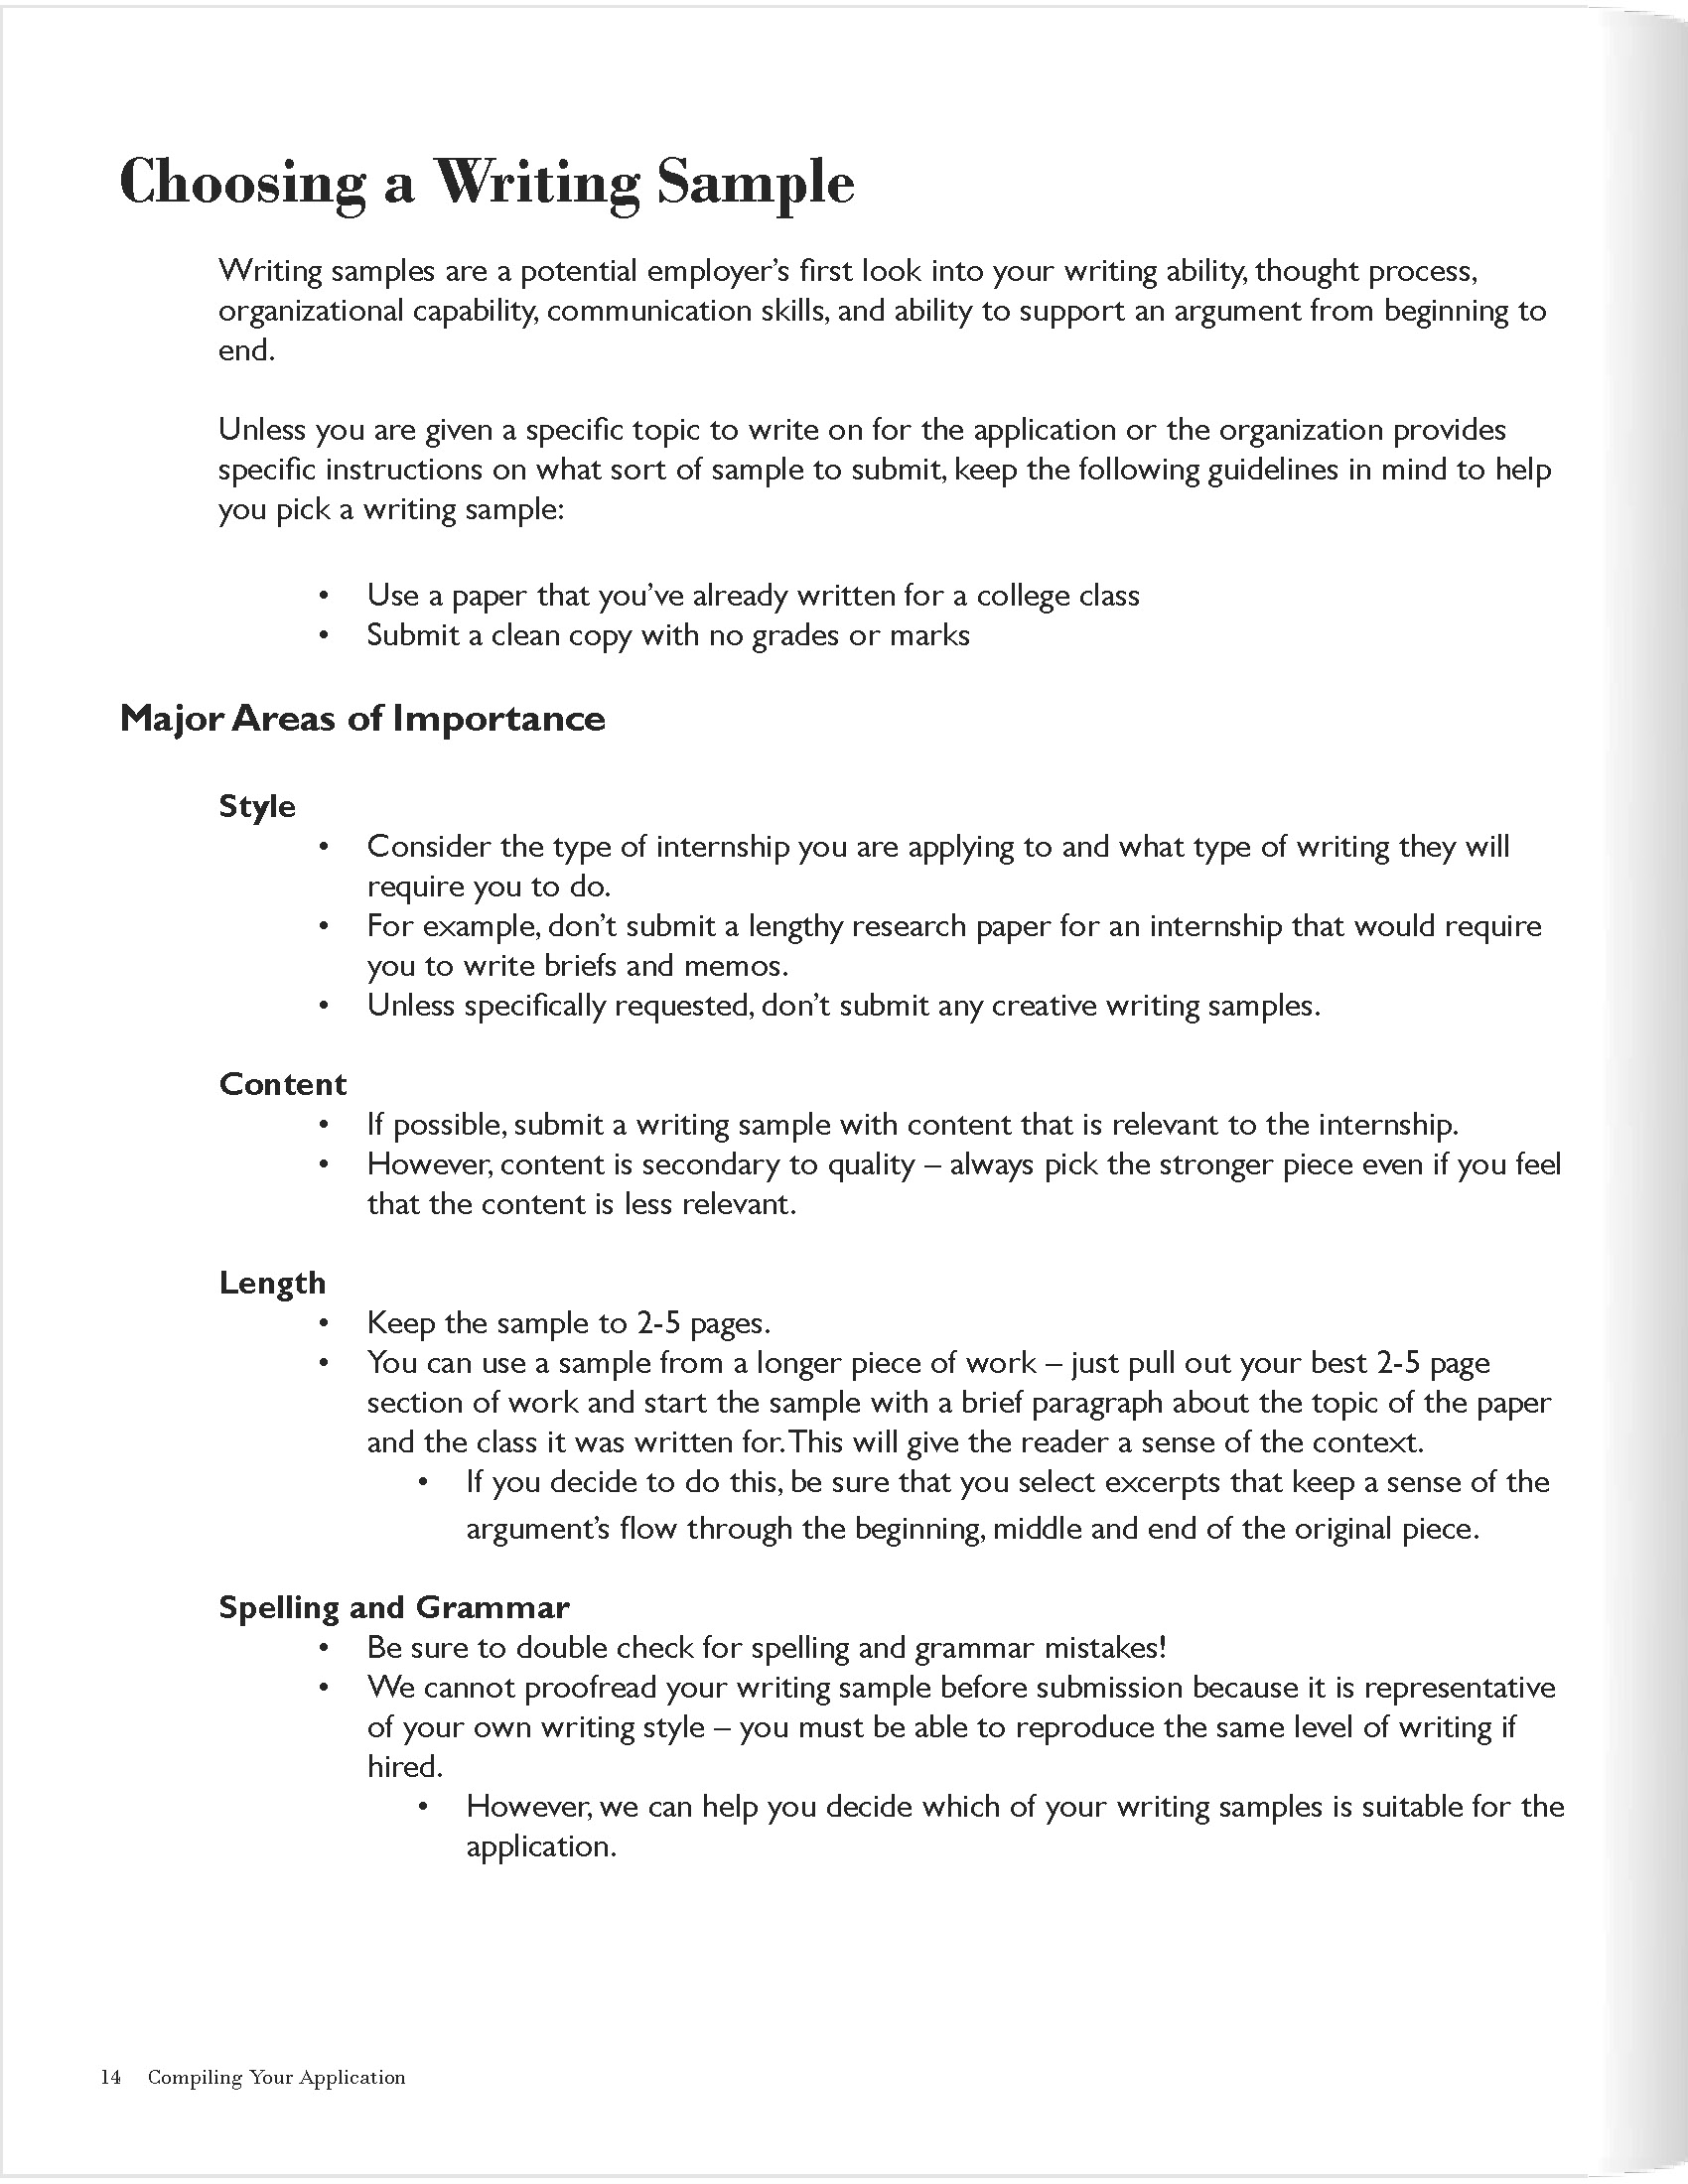 Choosing a Writing Sample
Writing samples are a potential employer’s first look into your writing ability, thought process,
organizational capability, communication skills, and ability to support an argument from beginning to
end.
Unless you are given a specific topic to write on for the application or the organization provides
specific instructions on what sort of sample to submit, keep the following guidelines in mind to help
you pick a writing sample:
• Use a paper that you’ve already written for a college class
• Submit a clean copy with no grades or marks
Major Areas of Importance
Style
• Consider the type of internship you are applying to and what type of writing they will
require you to do.
• For example, don’t submit a lengthy research paper for an internship that would require
you to write briefs and memos.
• Unless specifically requested, don’t submit any creative writing samples.
Content
• If possible, submit a writing sample with content that is relevant to the internship.
• However, content is secondary to quality – always pick the stronger piece even if you feel
that the content is less relevant.
Length
• Keep the sample to 2-5 pages.
• You can use a sample from a longer piece of work – just pull out your best 2-5 page
section of work and start the sample with a brief paragraph about the topic of the paper
and the class it was written for. This will give the reader a sense of the context.
• If you decide to do this, be sure that you select excerpts that keep a sense of the
argument’s flow through the beginning, middle and end of the original piece.
Spelling and Grammar
• Be sure to double check for spelling and grammar mistakes!
• We cannot proofread your writing sample before submission because it is representative
of your own writing style – you must be able to reproduce the same level of writing if
hired.
• However, we can help you decide which of your writing samples is suitable for the
application.
14 Compiling Your Application